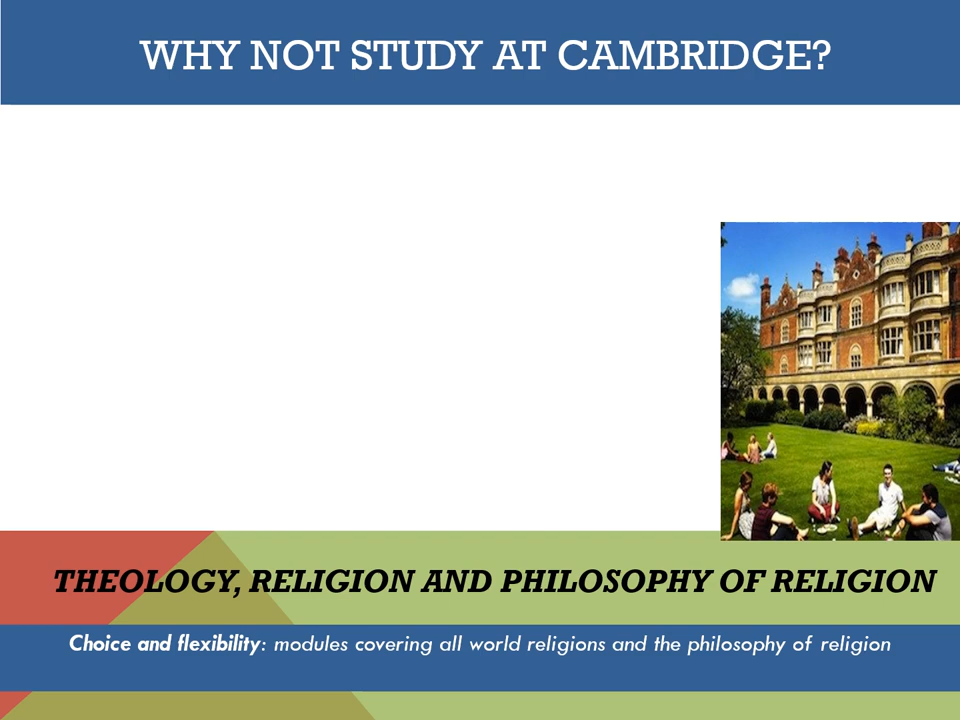 WHY NOT STUDY AT CAMBRIDGE?
THEOLOGY, RELIGION AND PHILOSOPHY OF RELIGION
Choice and flexibility: modules covering all world religions and the philosophy of religion